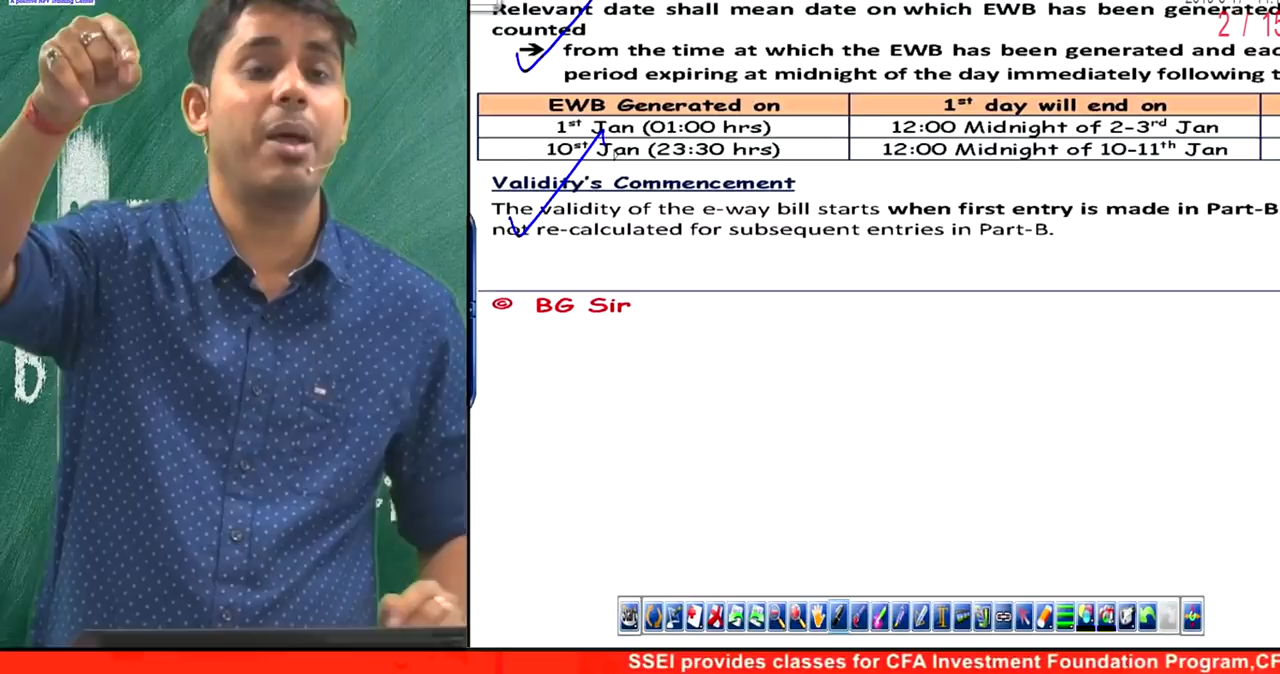 A positive APP Training Center
Relevant date shall mean date on which EWB has been generated
2 / 15
counted
→ from the time at which the EWB has been generated and eac
period expiring at midnight of the day immediately following t
EWB Generated on 1st day will end on
1st Jan (01:00 hrs) 12:00 Midnight of 2-3rd Jan
10st Jan (23:30 hrs) 12:00 Midnight of 10-11th Jan
Validity's Commencement
The validity of the e-way bill starts when first entry is made in Part-B
not re-calculated for subsequent entries in Part-B.
© BG Sir
SSEI provides classes for CFA Investment Foundation Program,CF